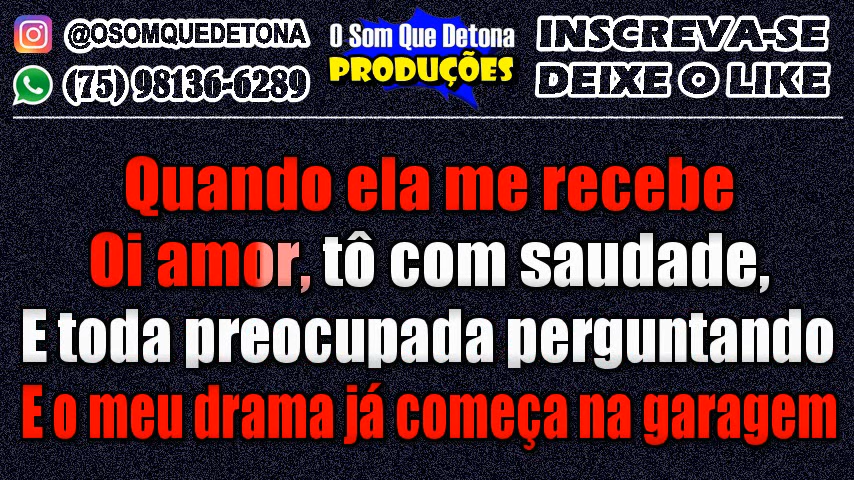 @OSOMQUEDETONA
(75) 98136-6289
O Som Que Detona
PRODUÇÕES
INSCREVA-SE
DEIXE O LIKE
Quando ela me recebe
Oi amor, tô com saudade,
E toda preocupada perguntando
E o meu drama já começa na garagem